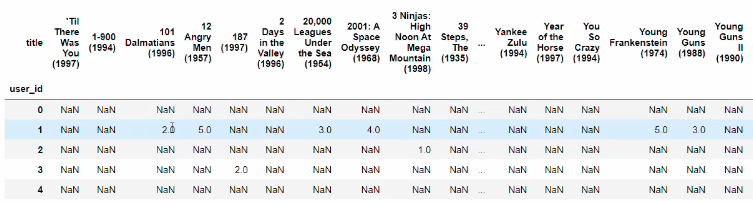 title
'Til
There
Was
You
(1997)
1-900
(1994)
101
Dalmatians
(1996)
12
Angry
Men
(1957)
187
(1997)
2
Days
in the
Valley
(1996)
20,000
Leagues
Under
the Sea
(1954)
2001: A
Space
Odyssey
(1968)
3 Ninjas:
High
Noon At
Mega
Mountain
(1998)
39
Steps,
The
(1935)
...
Yankee
Zulu
(1994)
Year
of the
Horse
(1997)
You
So
Crazy
(1994)
Young
Frankenstein
(1974)
Young
Guns
(1988)
Young
Guns
II
(1990)
user_id
0 NaN NaN NaN NaN NaN NaN NaN NaN NaN NaN ... NaN NaN NaN NaN NaN NaN
1 NaN NaN 2.0 5.0 NaN NaN 3.0 4.0 NaN NaN ... NaN NaN NaN 5.0 3.0 NaN
2 NaN NaN NaN NaN NaN NaN NaN NaN 1.0 NaN ... NaN NaN NaN NaN NaN NaN
3 NaN NaN NaN NaN 2.0 NaN NaN NaN NaN NaN ... NaN NaN NaN NaN NaN NaN
4 NaN NaN NaN NaN NaN NaN NaN NaN NaN NaN ... NaN NaN NaN NaN NaN NaN